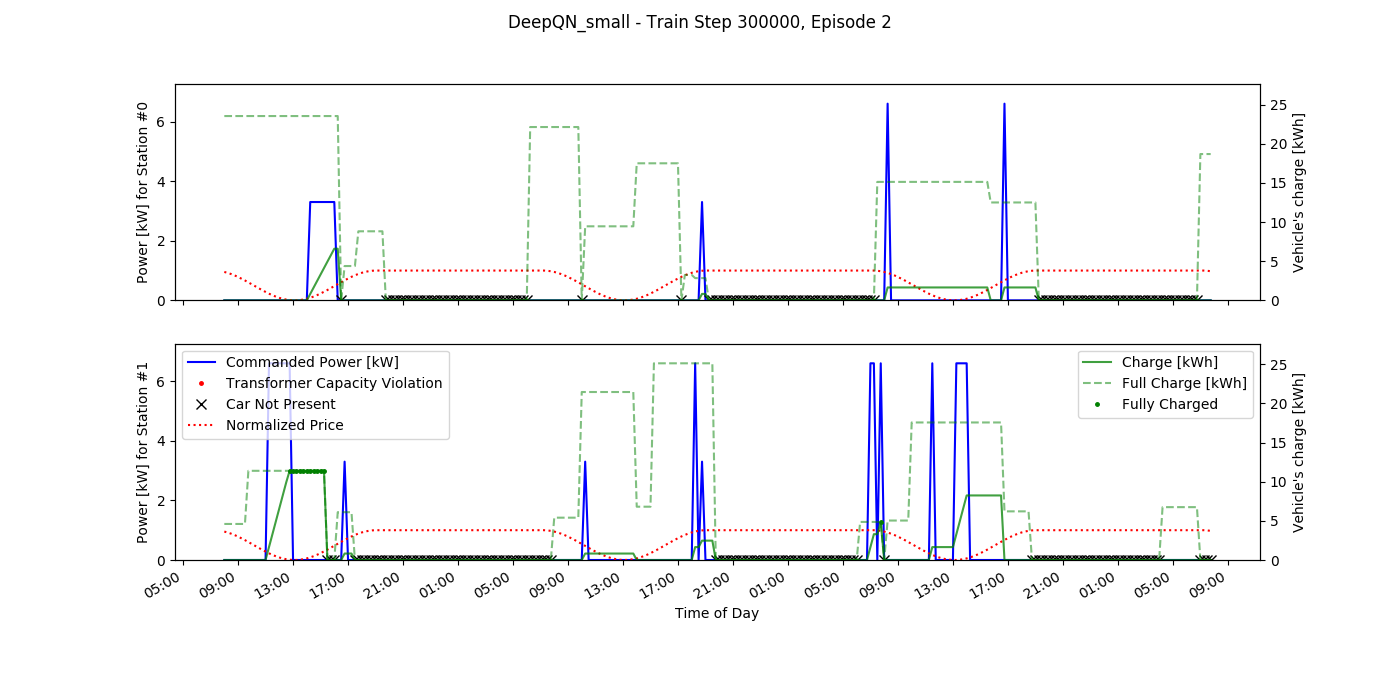 DeepQN_small - Train Step 300000, Episode 2
Power [kW] for Station #0
0
2
4
6
0
5
10
15
20
25
Vehicle's charge [kWh]
Power [kW] for Station #1
0
2
4
6
Commanded Power [kW]
Transformer Capacity Violation
Car Not Present
Normalized Price
Charge [kWh]
Full Charge [kWh]
Fully Charged
0
5
10
15
20
25
Vehicle's charge [kWh]
05:00 09:00 13:00 17:00 21:00 01:00 05:00 09:00 13:00 17:00 21:00 01:00 05:00 09:00 13:00 17:00 21:00 01:00 05:00 09:00
Time of Day